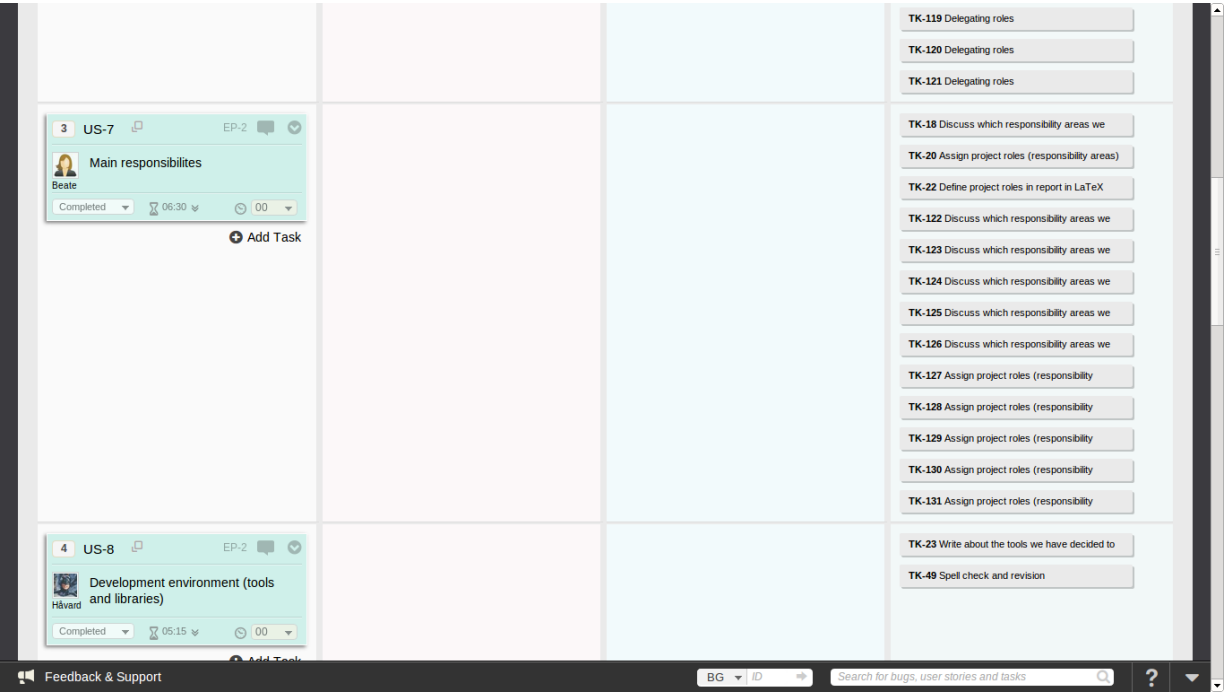 TK-119 Delegating roles
TK-120 Delegating roles
TK-121 Delegating roles
3 US-7 EP-2
Main responsibilites
Beate
Completed 06:30 00
Add Task
TK-18 Discuss which responsibility areas we
TK-20 Assign project roles (responsibility areas)
TK-22 Define project roles in report in LaTeX
TK-122 Discuss which responsibility areas we
TK-123 Discuss which responsibility areas we
TK-124 Discuss which responsibility areas we
TK-125 Discuss which responsibility areas we
TK-126 Discuss which responsibility areas we
TK-127 Assign project roles (responsibility
TK-128 Assign project roles (responsibility
TK-129 Assign project roles (responsibility
TK-130 Assign project roles (responsibility
TK-131 Assign project roles (responsibility
4 US-8 EP-2
Development environment (tools
and libraries)
Håvard
Completed 05:15 00
Add Task
TK-23 Write about the tools we have decided to
TK-49 Spell check and revision
Feedback & Support
BG ID
Search for bugs, user stories and tasks
?